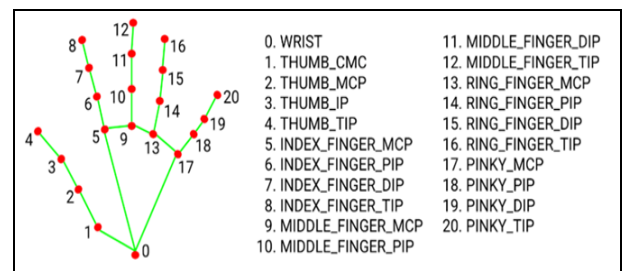 12
16
8
11
7
15
20
10
6
14
19
4
5
9
13
18
3
17
2
1
0
0. WRIST
1. THUMB_CMC
2. THUMB_MCP
3. THUMB_IP
4. THUMB_TIP
5. INDEX_FINGER_MCP
6. INDEX_FINGER_PIP
7. INDEX_FINGER_DIP
8. INDEX_FINGER_TIP
9. MIDDLE_FINGER_MCP
10. MIDDLE_FINGER_PIP
11. MIDDLE_FINGER_DIP
12. MIDDLE_FINGER_TIP
13. RING_FINGER_MCP
14. RING_FINGER_PIP
15. RING_FINGER_DIP
16. RING_FINGER_TIP
17. PINKY_MCP
18. PINKY_PIP
19. PINKY_DIP
20. PINKY_TIP